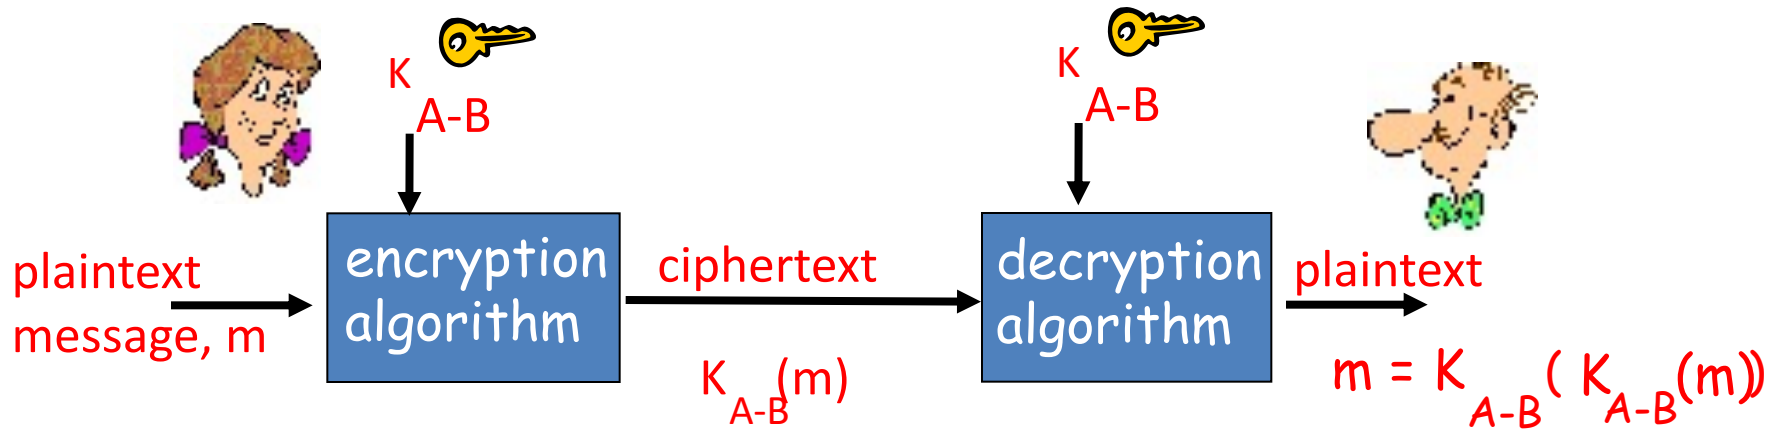 K
A-B
K
A-B
plaintext
message, m
encryption
algorithm
ciphertext
K
A-B
(m)
decryption
algorithm
plaintext
m = K
A-B
( K
A-B
(m))